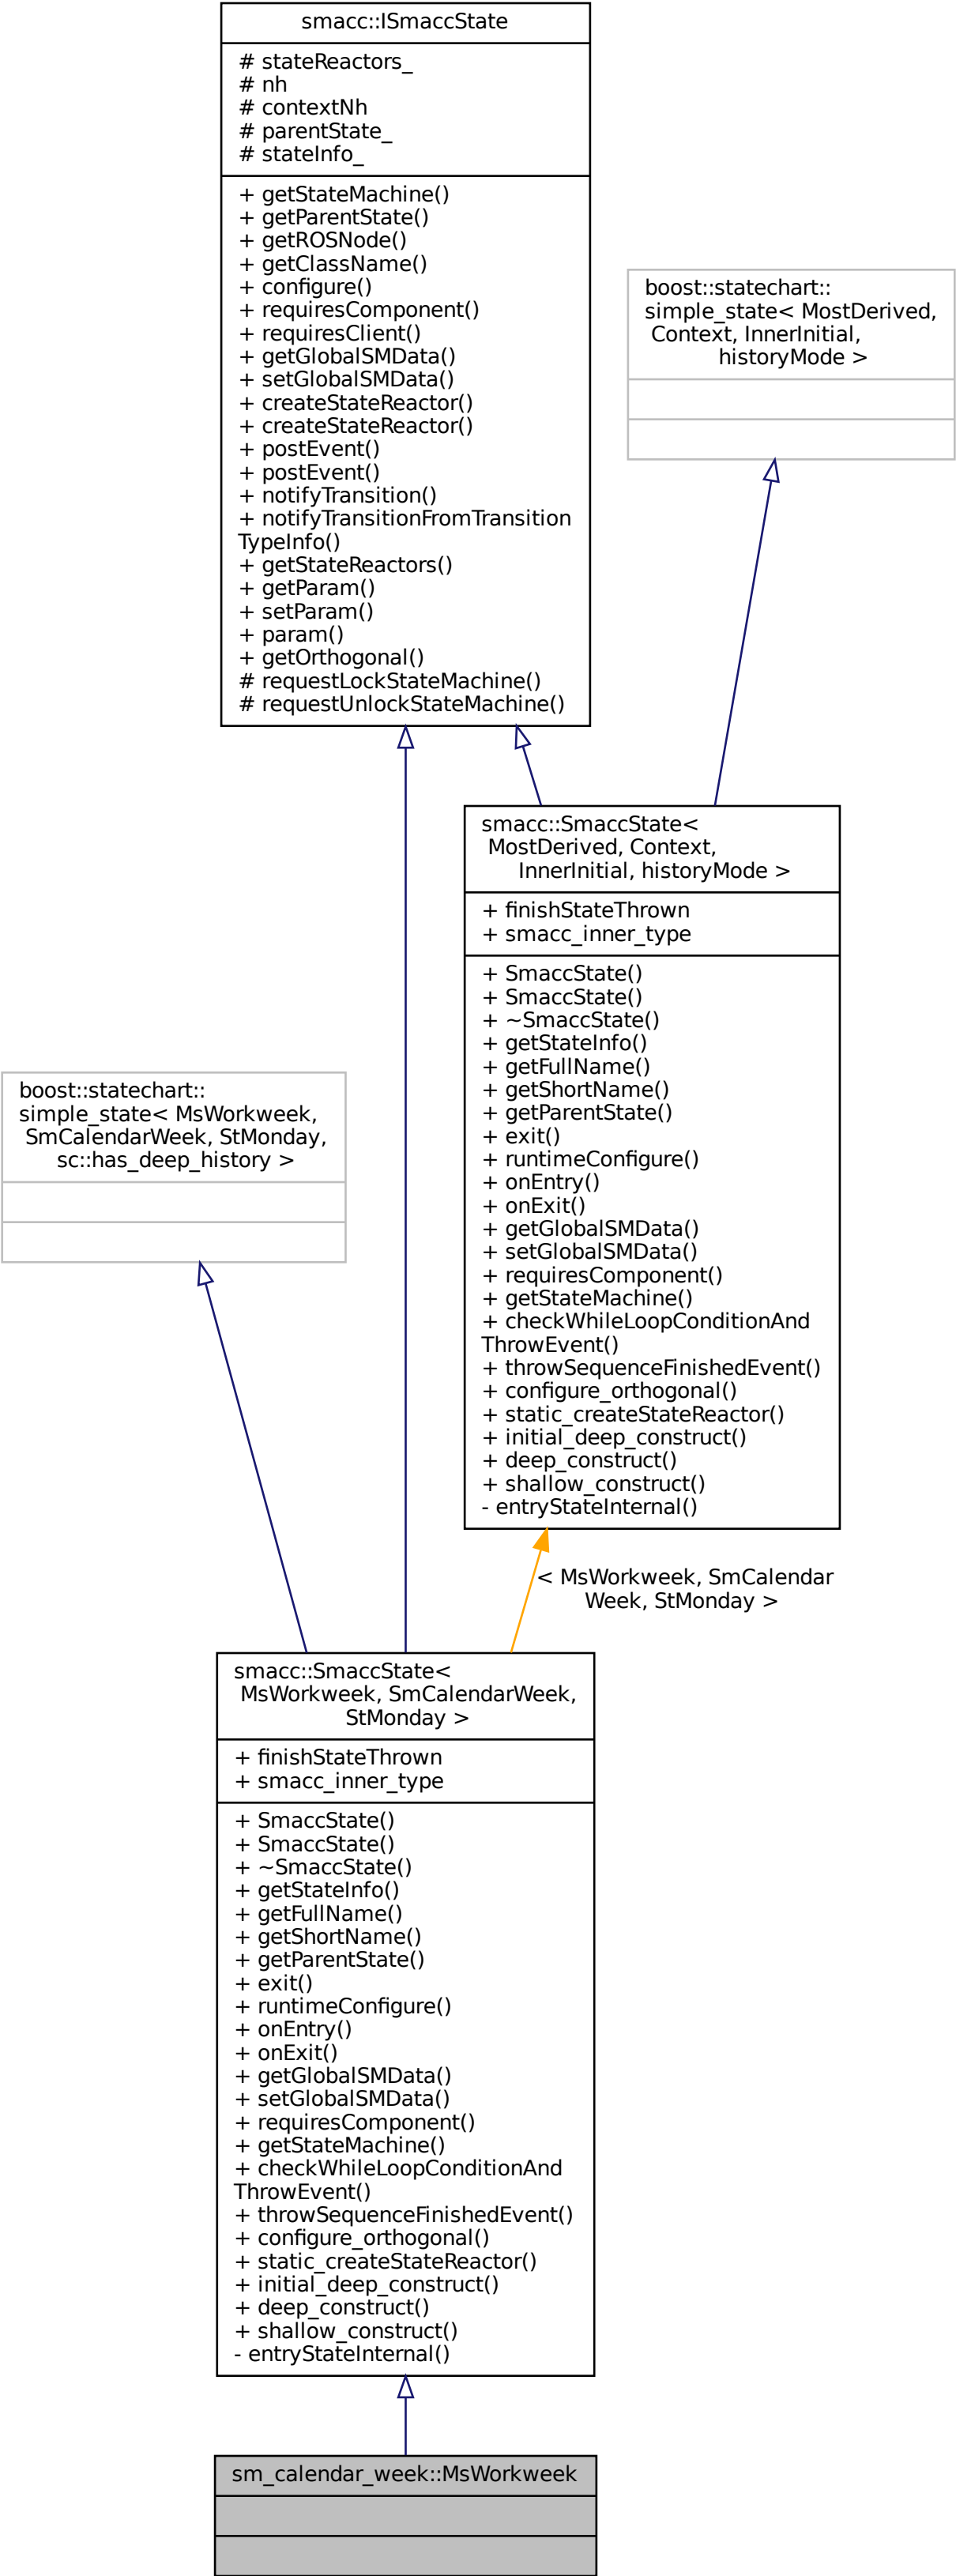 smacc::ISmaccState
# stateReactors_
# nh
# contextNh
# parentState_
# stateInfo_
+ getStateMachine()
+ getParentState()
+ getROSNode()
+ getClassName()
+ configure()
+ requiresComponent()
+ requiresClient()
+ getGlobalSMData()
+ setGlobalSMData()
+ createStateReactor()
+ createStateReactor()
+ postEvent()
+ postEvent()
+ notifyTransition()
+ notifyTransitionFromTransition
TypeInfo()
+ getStateReactors()
+ getParam()
+ setParam()
+ param()
+ getOrthogonal()
# requestLockStateMachine()
# requestUnlockStateMachine()
boost::statechart::
simple_state< MostDerived,
Context, InnerInitial,
historyMode >
smacc::SmaccState<
MostDerived, Context,
InnerInitial, historyMode >
+ finishStateThrown
+ smacc_inner_type
+ SmaccState()
+ SmaccState()
+ ~SmaccState()
+ getStateInfo()
+ getFullName()
+ getShortName()
+ getParentState()
+ exit()
+ runtimeConfigure()
+ onEntry()
+ onExit()
+ getGlobalSMData()
+ setGlobalSMData()
+ requiresComponent()
+ getStateMachine()
+ checkWhileLoopConditionAnd
ThrowEvent()
+ throwSequenceFinishedEvent()
+ configure_orthogonal()
+ static_createStateReactor()
+ initial_deep_construct()
+ deep_construct()
+ shallow_construct()
- entryStateInternal()
boost::statechart::
simple_state< MsWorkweek,
SmCalendarWeek, StMonday,
sc::has_deep_history >
< MsWorkweek, SmCalendar
Week, StMonday >
smacc::SmaccState<
MsWorkweek, SmCalendarWeek,
StMonday >
+ finishStateThrown
+ smacc_inner_type
+ SmaccState()
+ SmaccState()
+ ~SmaccState()
+ getStateInfo()
+ getFullName()
+ getShortName()
+ getParentState()
+ exit()
+ runtimeConfigure()
+ onEntry()
+ onExit()
+ getGlobalSMData()
+ setGlobalSMData()
+ requiresComponent()
+ getStateMachine()
+ checkWhileLoopConditionAnd
ThrowEvent()
+ throwSequenceFinishedEvent()
+ configure_orthogonal()
+ static_createStateReactor()
+ initial_deep_construct()
+ deep_construct()
+ shallow_construct()
- entryStateInternal()
sm_calendar_week::MsWorkweek